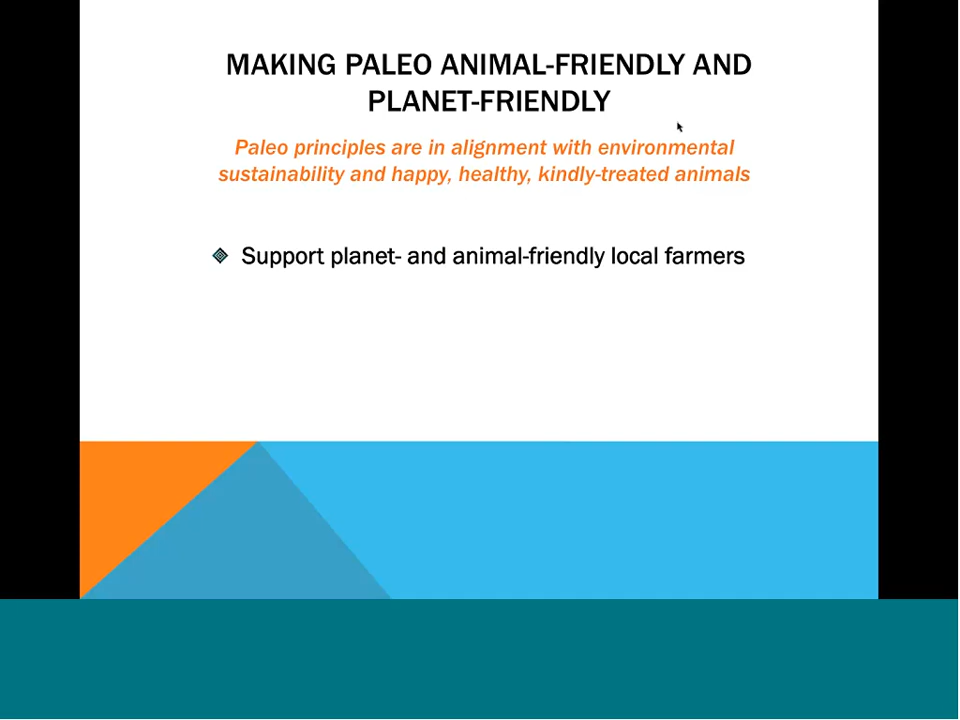 MAKING PALEO ANIMAL-FRIENDLY AND
PLANET-FRIENDLY
Paleo principles are in alignment with environmental
sustainability and happy, healthy, kindly-treated animals
Support planet- and animal-friendly local farmers